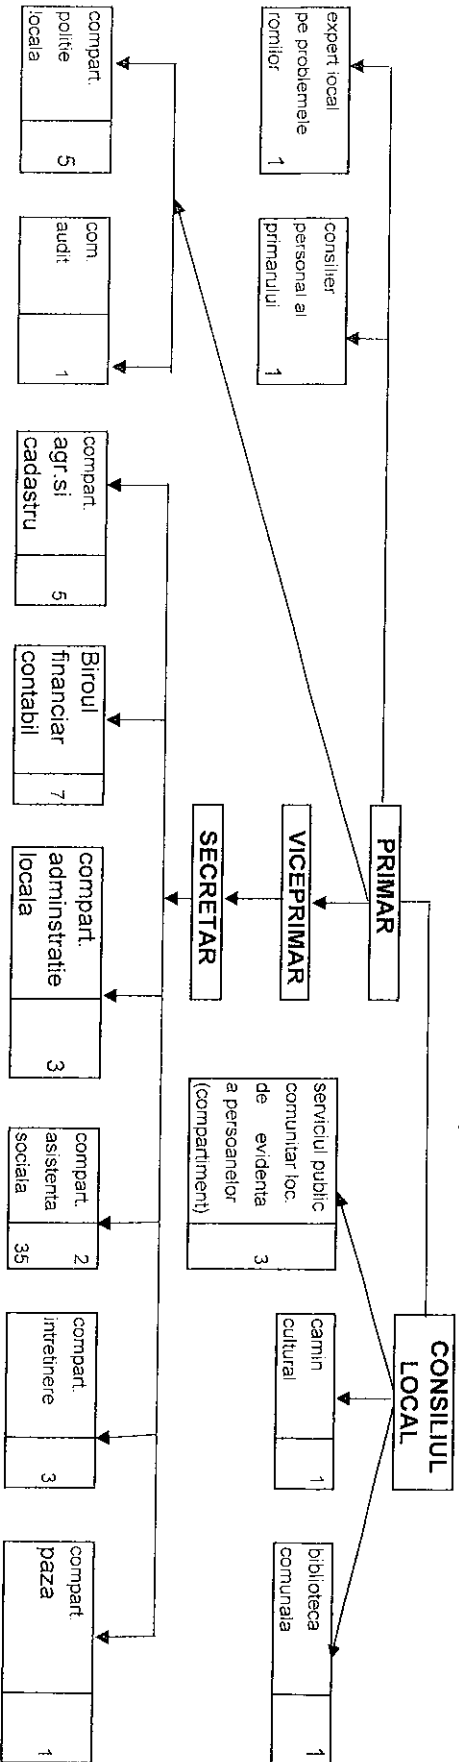 CONSILIUL
LOCAL
PRIMAR
VICEPRIMAR
SECRETAR
expert local
pe problemele
romilor
1
consilier
personal al
primarului
1
serviciul public
comunitar loc.
de evidenta
a persoanelor
(compartiment)
3
camin
cultural
1
biblioteca
comunala
1
compart.
politie
locala
5
com.
audit
1
compart.
agr.si
cadastru
5
Biroul
financiar
contabil
7
compart.
adminstratie
locala
3
compart.
asistenta
sociala
2
35
compart.
intretinere
3
compart.
paza
1